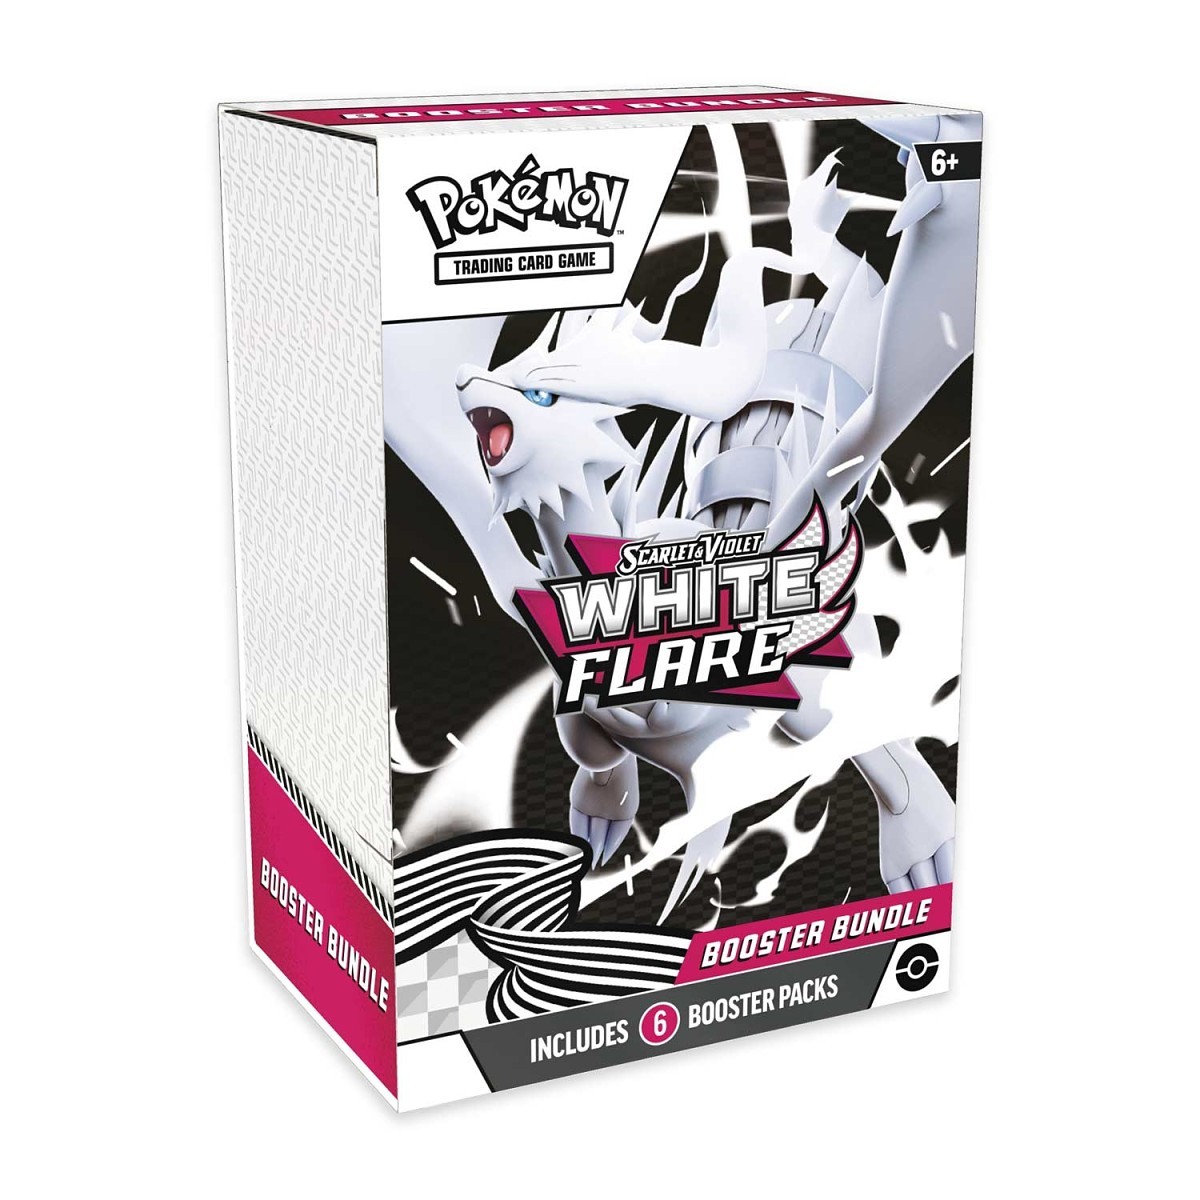 BOOSTER BUNDLE
6+
POKéMON
TM
TRADING CARD GAME
SCARLET & VIOLET
WHITE
FLARE
BOOSTER BUNDLE
BOOSTER BUNDLE
INCLUDES 6 BOOSTER PACKS